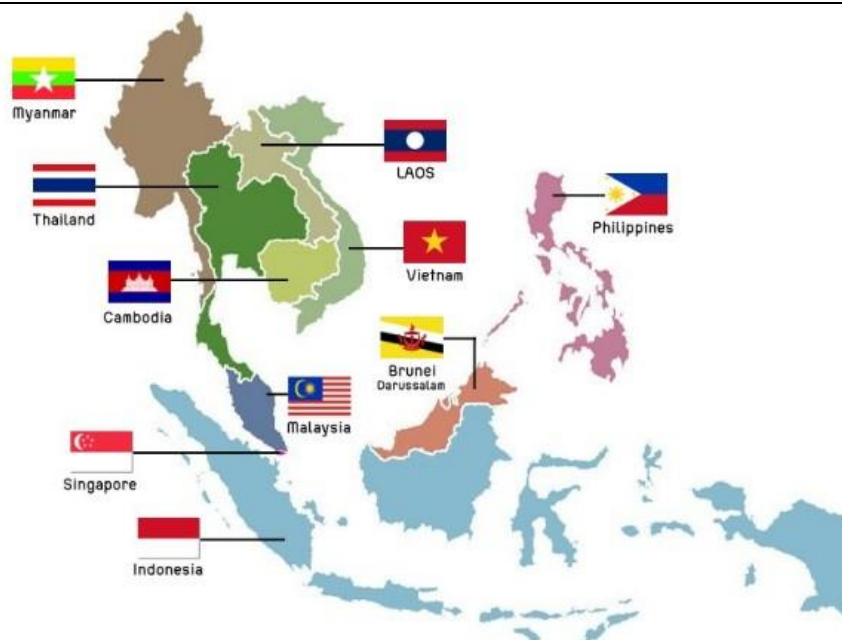 Myanmar
LAOS
Thailand
Philippines
Vietnam
Cambodia
Brunei
Darussalam
Malaysia
Singapore
Indonesia